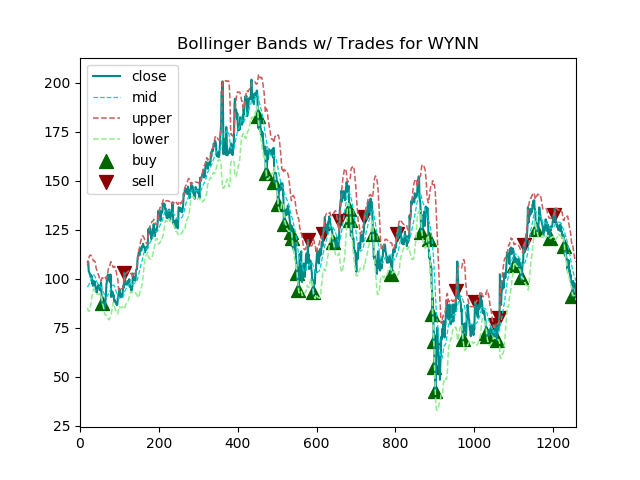 Bollinger Bands w/ Trades for WYNN
close
mid
upper
lower
buy
sell
200
175
150
125
100
75
50
25
0 200 400 600 800 1000 1200